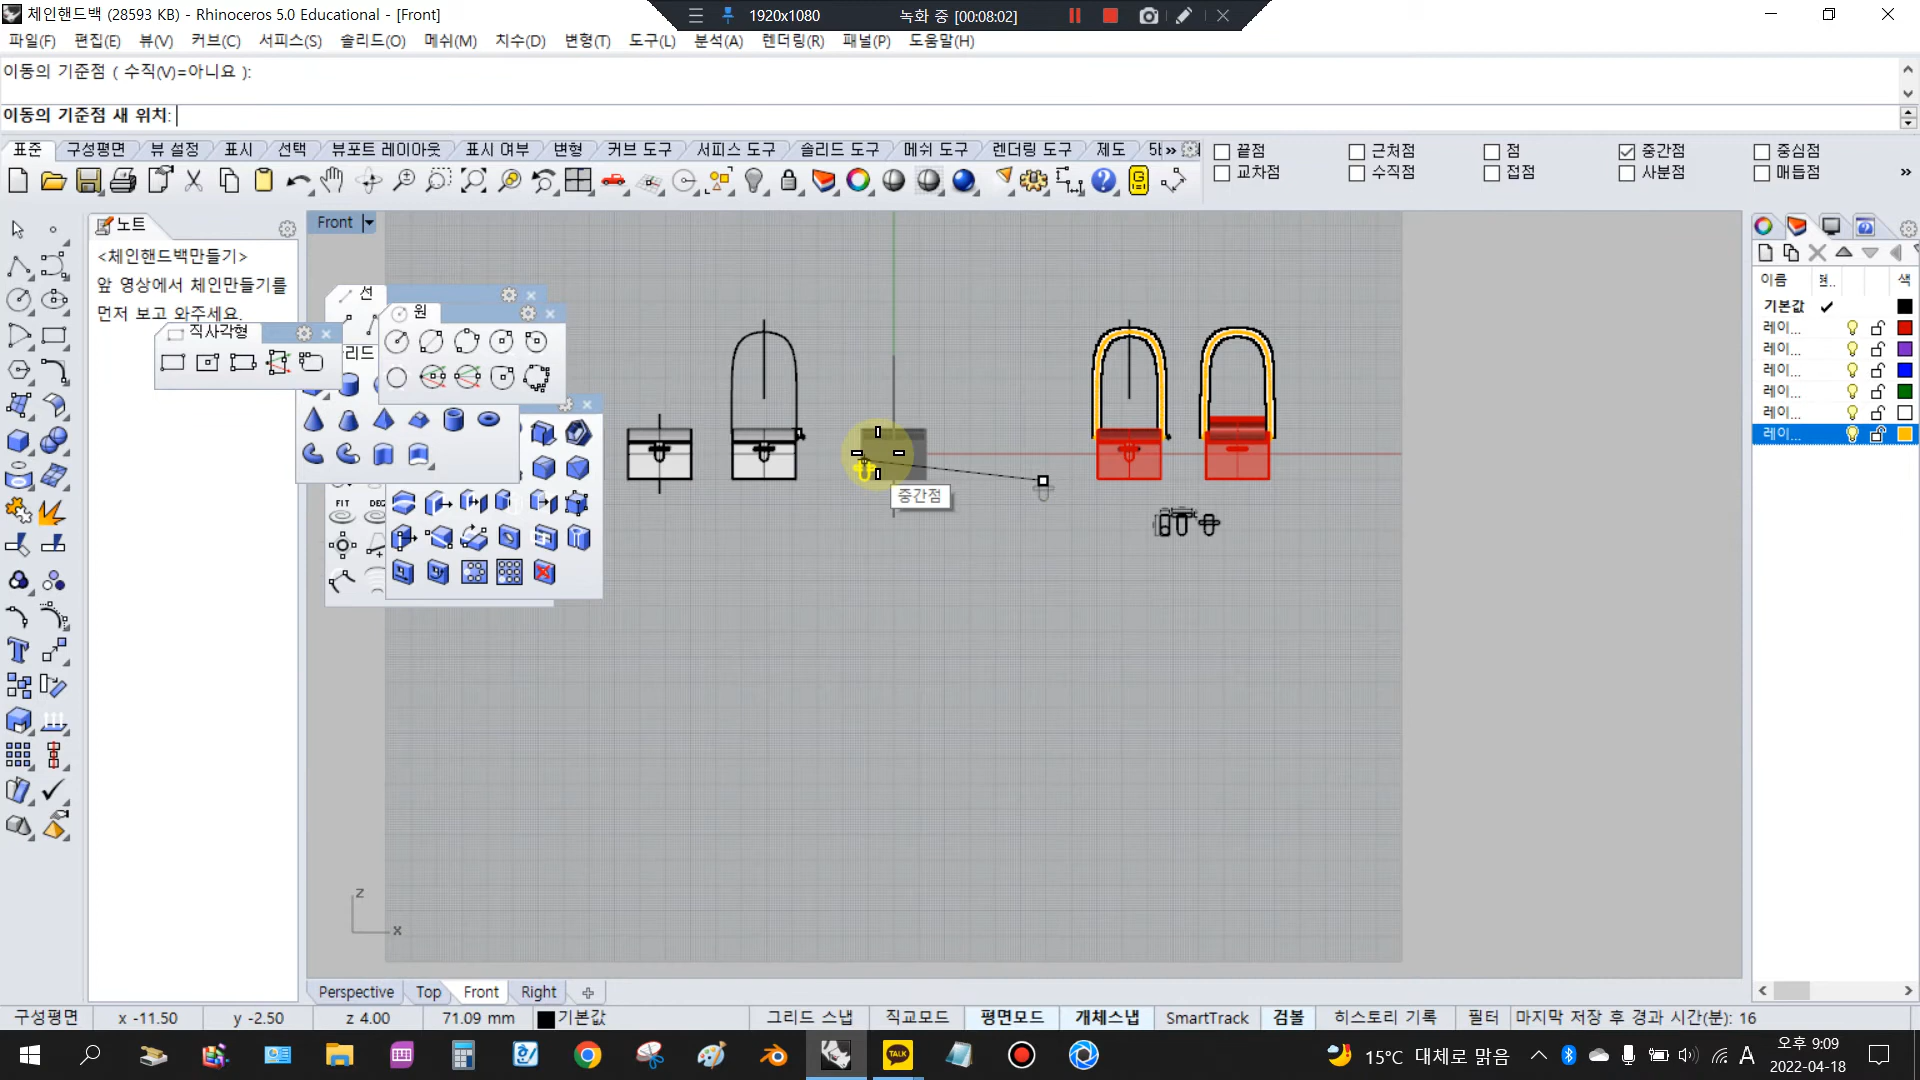 체인핸드백 (28593 KB) - Rhinoceros 5.0 Educational - [Front]
1920x1080
녹화 중 [00:08:02]
파일(F) 편집(E) 뷰(V) 커브(C) 서피스(S) 솔리드(O) 메쉬(M) 치수(D) 변형(T) 도구(L) 분석(A) 렌더링(R) 패널(P) 도움말(H)
이동의 기준점 ( 수직(V)=아니요 ):
이동의 기준점 새 위치:
표준 구성평면 뷰 설정 표시 선택 뷰포트 레이아웃 표시 여부 변형 커브 도구 서피스 도구 솔리드 도구 메쉬 도구 렌더링 도구 제도
끝점 근처점 점 중간점 중심점
교차점 수직점 접점 사분점 매듭점
노트
<체인핸드백만들기>
앞 영상에서 체인만들기를
먼저 보고 와주세요.
Front
선
원
직사각형
리드
FIT
중간점
이름
색
기본값
레이...
레이...
레이...
레이...
레이...
레이...
z
x
Perspective Top Front Right
구성평면 x -11.50 y -2.50 z 4.00 71.09 mm 기본값 그리드 스냅 직교모드 평면모드 개체스냅 SmartTrack 검볼 히스토리 기록 필터 마지막 저장 후 경과 시간(분): 16
TALK
15°C 대체로 맑음
A
오후 9:09
2022-04-18